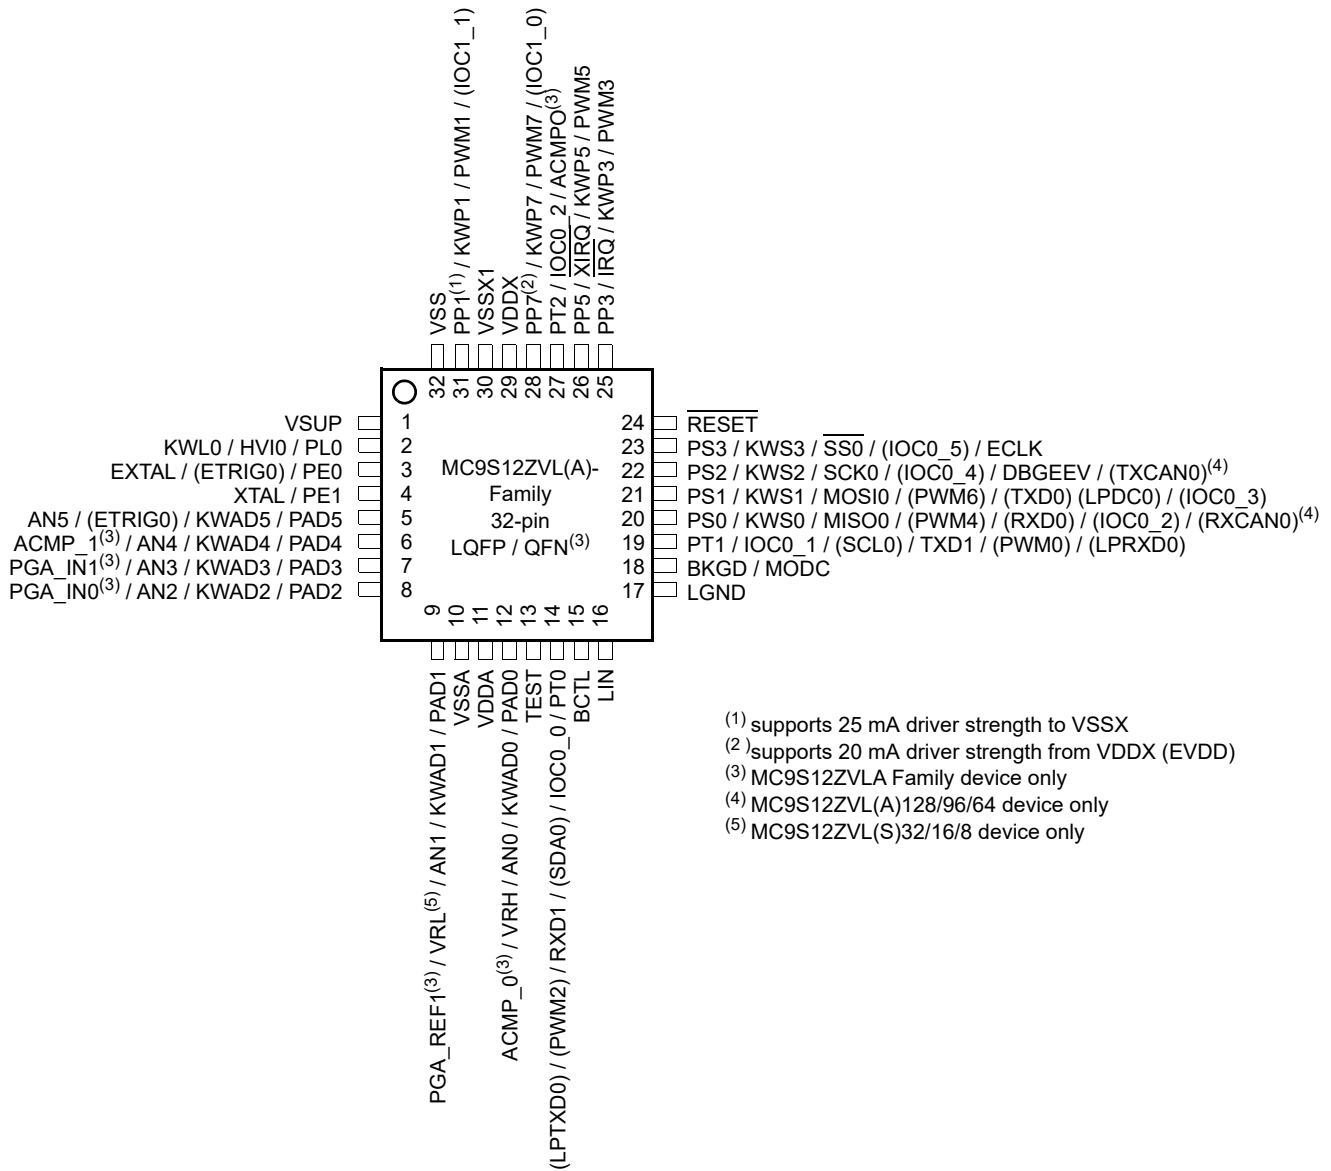 VSS
PP1(1) / KWP1 / PWM1 / (IOC1_1)
VSSX1
VDDX
PP7(2) / KWP7 / PWM7 / (IOC1_0)
PT2 / IOC0_2 / ACMPO(3)
PP5 / XIRQ / KWP5 / PWM5
PP3 / IRQ / KWP3 / PWM3
32
31
30
29
28
27
26
25
VSUP 1
KWL0 / HVI0 / PL0 2
EXTAL / (ETRIG0) / PE0 3
XTAL / PE1 4
AN5 / (ETRIG0) / KWAD5 / PAD5 5
ACMP_1(3) / AN4 / KWAD4 / PAD4 6
PGA_IN1(3) / AN3 / KWAD3 / PAD3 7
PGA_IN0(3) / AN2 / KWAD2 / PAD2 8
MC9S12ZVL(A)-
Family
32-pin
LQFP / QFN(3)
24 RESET
23 PS3 / KWS3 / SS0 / (IOC0_5) / ECLK
22 PS2 / KWS2 / SCK0 / (IOC0_4) / DBGEEV / (TXCAN0)(4)
21 PS1 / KWS1 / MOSI0 / (PWM6) / (TXD0) (LPDC0) / (IOC0_3)
20 PS0 / KWS0 / MISO0 / (PWM4) / (RXD0) / (IOC0_2) / (RXCAN0)(4)
19 PT1 / IOC0_1 / (SCL0) / TXD1 / (PWM0) / (LPRXD0)
18 BKGD / MODC
17 LGND
9
10
11
12
13
14
15
16
PGA_REF1(3) / VRL(5) / AN1 / KWAD1 / PAD1
VSSA
VDDA
ACMP_0(3) / VRH / AN0 / KWAD0 / PAD0
TEST
(LPTXD0) / (PWM2) / RXD1 / (SDA0) / IOC0_0 / PT0
BCTL
LIN
(1) supports 25 mA driver strength to VSSX
(2 )supports 20 mA driver strength from VDDX (EVDD)
(3) MC9S12ZVLA Family device only
(4) MC9S12ZVL(A)128/96/64 device only
(5) MC9S12ZVL(S)32/16/8 device only